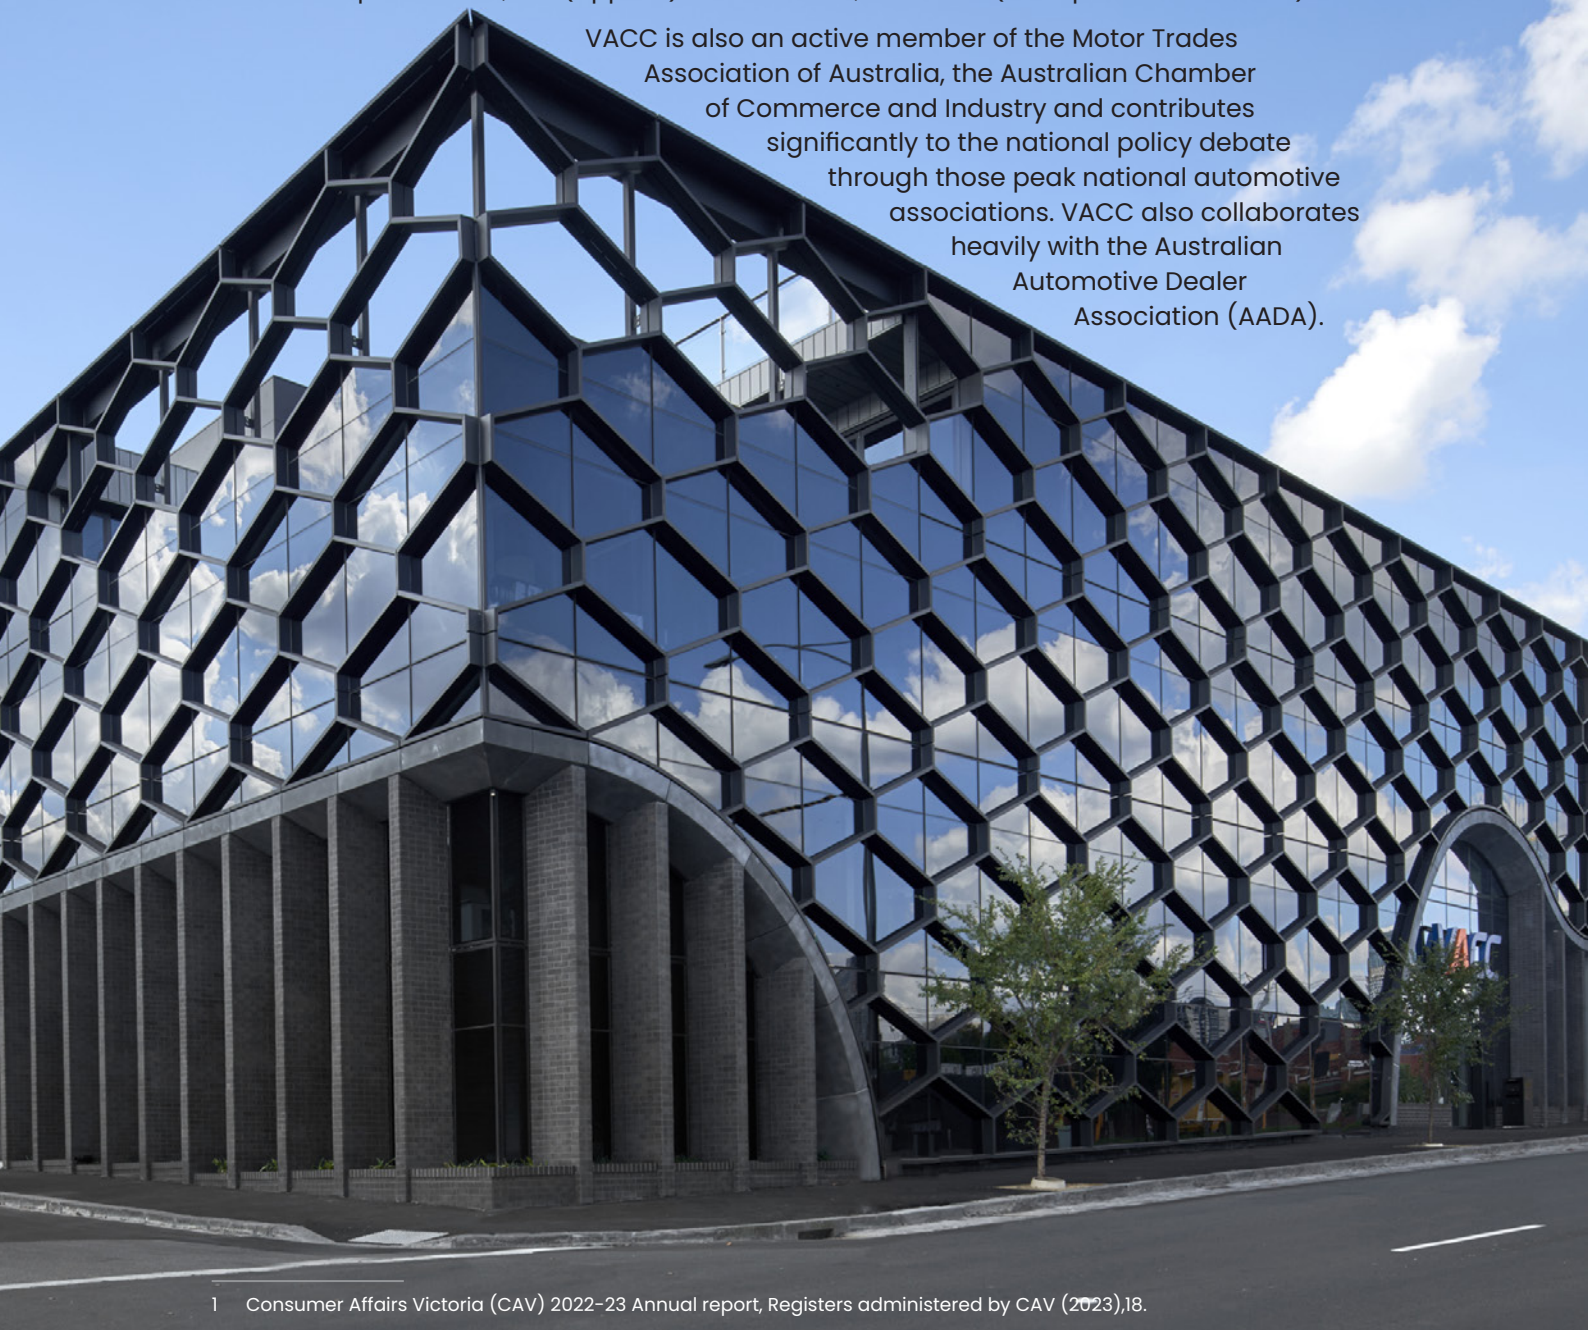 VACC is also an active member of the Motor Trades
Association of Australia, the Australian Chamber
of Commerce and Industry and contributes
significantly to the national policy debate
through those peak national automotive
associations. VACC also collaborates
heavily with the Australian
Automotive Dealer
Association (AADA).
VACC
1 Consumer Affairs Victoria (CAV) 2022-23 Annual report, Registers administered by CAV (2023),18.